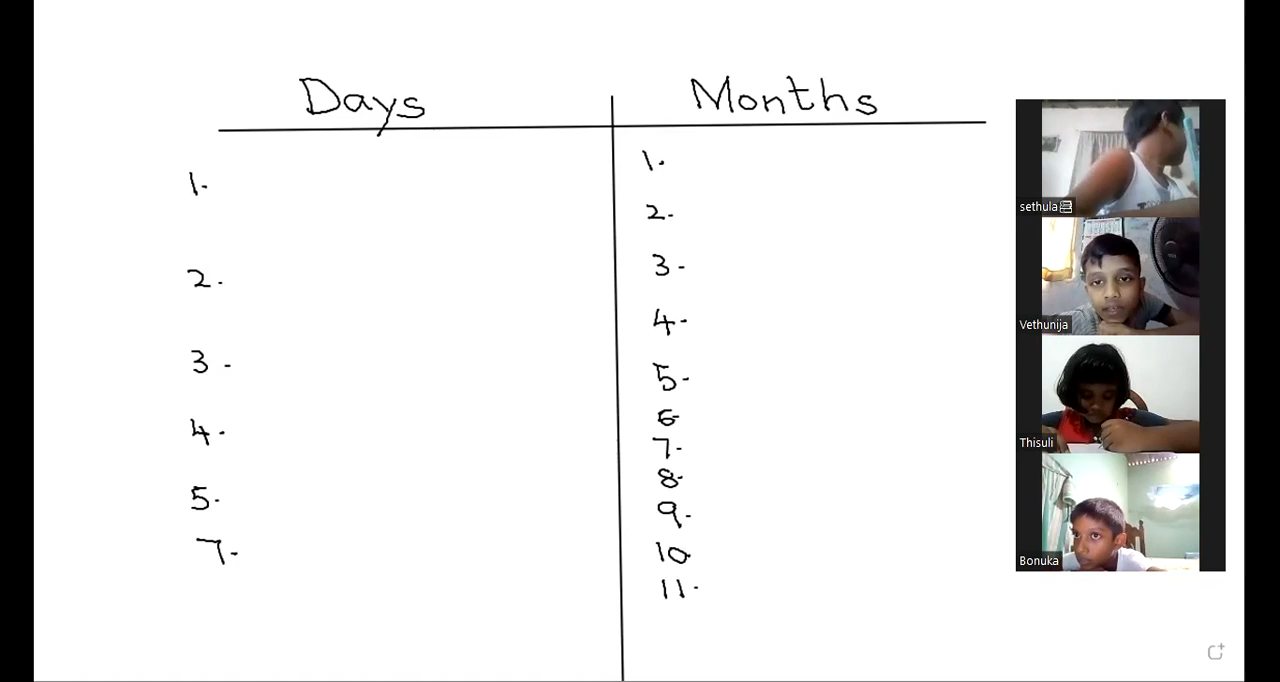 Days
Months
1.
2.
3.
4.
5.
7.
1.
2.
3.
4.
5.
6
7.
8.
9.
10
11.
sethula
Vethunija
Thisuli
Bonuka